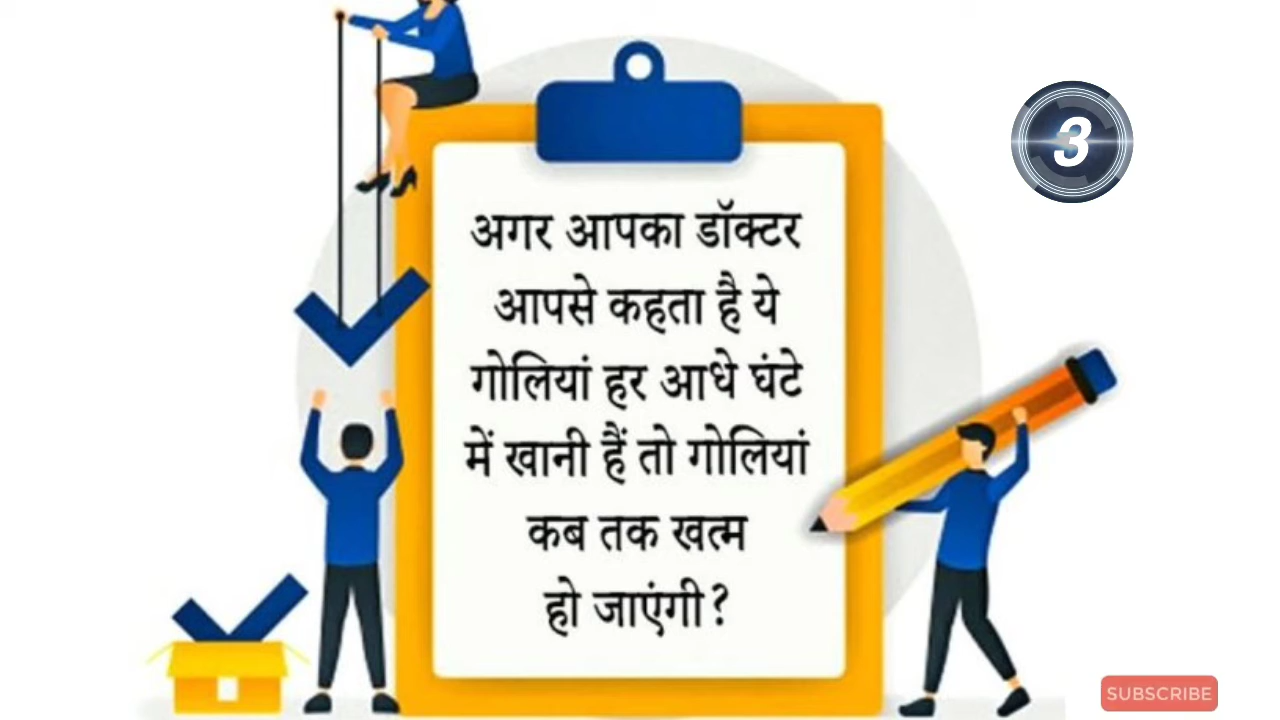 अगर आपका डॉक्टर
आपसे कहता है ये
गोलियां हर आधे घंटे
में खानी हैं तो गोलियां
कब तक खत्म
हो जाएंगी?
3
SUBSCRIBE